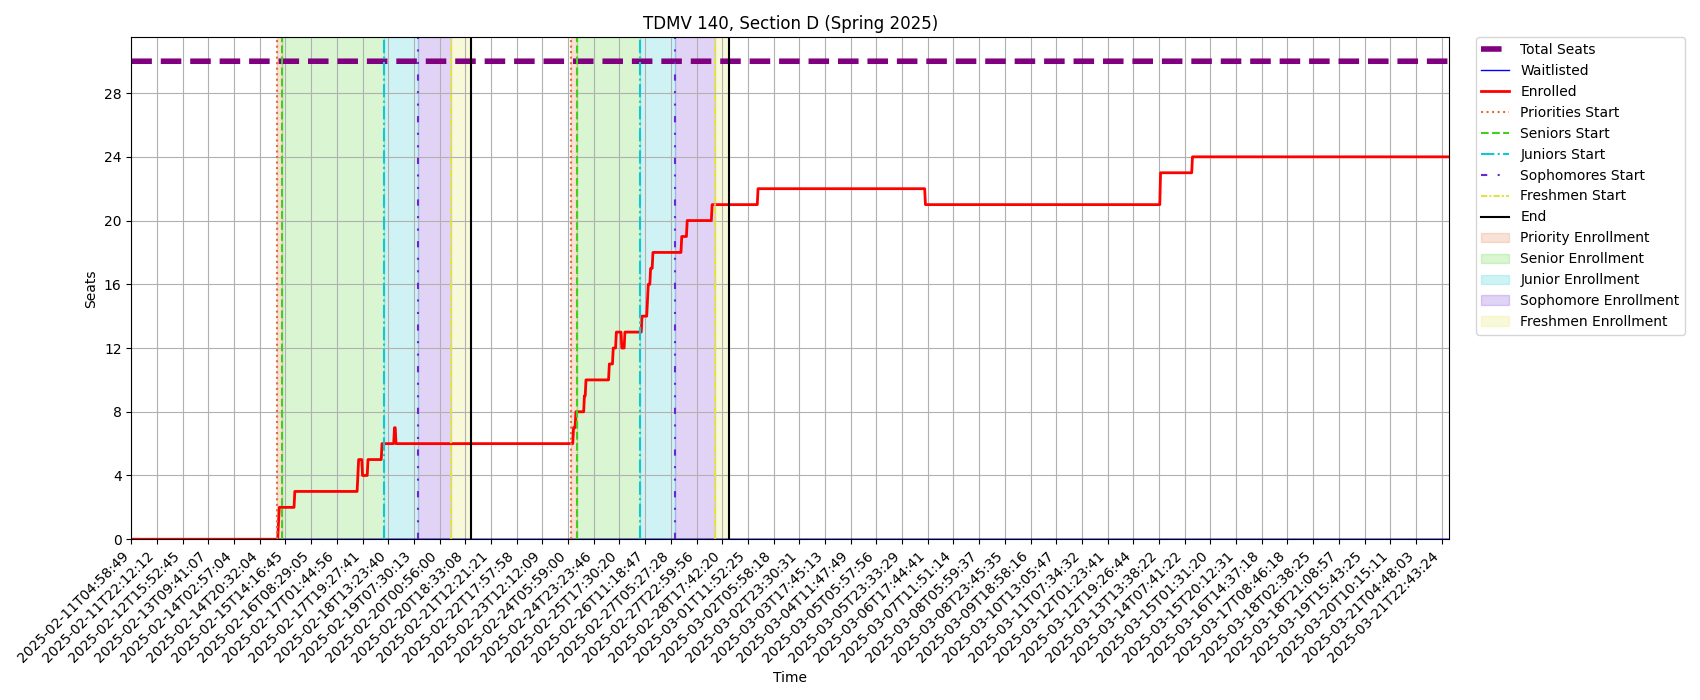 TDMV 140, Section D (Spring 2025)
Total Seats
Waitlisted
Enrolled
Priorities Start
Seniors Start
Juniors Start
Sophomores Start
Freshmen Start
End
Priority Enrollment
Senior Enrollment
Junior Enrollment
Sophomore Enrollment
Freshmen Enrollment
Seats
28
24
20
16
12
8
4
0
2025-02-11T04:58:49
2025-02-11T22:12:12
2025-02-12T15:52:45
2025-02-13T09:41:07
2025-02-14T02:57:04
2025-02-14T20:32:04
2025-02-15T14:16:45
2025-02-16T08:29:05
2025-02-17T01:44:56
2025-02-17T19:27:41
2025-02-18T13:23:40
2025-02-19T07:30:13
2025-02-20T00:56:00
2025-02-20T18:33:08
2025-02-21T12:21:21
2025-02-22T17:57:58
2025-02-23T12:12:09
2025-02-24T05:59:00
2025-02-24T23:23:46
2025-02-25T17:30:20
2025-02-26T11:18:47
2025-02-27T05:27:28
2025-02-27T22:59:56
2025-02-28T17:42:20
2025-03-01T11:52:25
2025-03-02T05:58:18
2025-03-02T23:30:31
2025-03-03T17:45:13
2025-03-04T11:47:49
2025-03-05T05:57:56
2025-03-05T23:33:29
2025-03-06T17:44:41
2025-03-07T11:51:14
2025-03-08T05:59:37
2025-03-08T23:45:35
2025-03-09T18:58:16
2025-03-10T13:05:47
2025-03-11T07:34:32
2025-03-12T01:23:41
2025-03-12T19:26:44
2025-03-13T13:38:22
2025-03-14T07:41:22
2025-03-15T01:31:20
2025-03-15T20:12:31
2025-03-16T14:37:18
2025-03-17T08:46:18
2025-03-18T02:38:25
2025-03-18T21:08:57
2025-03-19T15:43:25
2025-03-20T10:15:11
2025-03-21T04:48:03
2025-03-21T22:43:24
Time